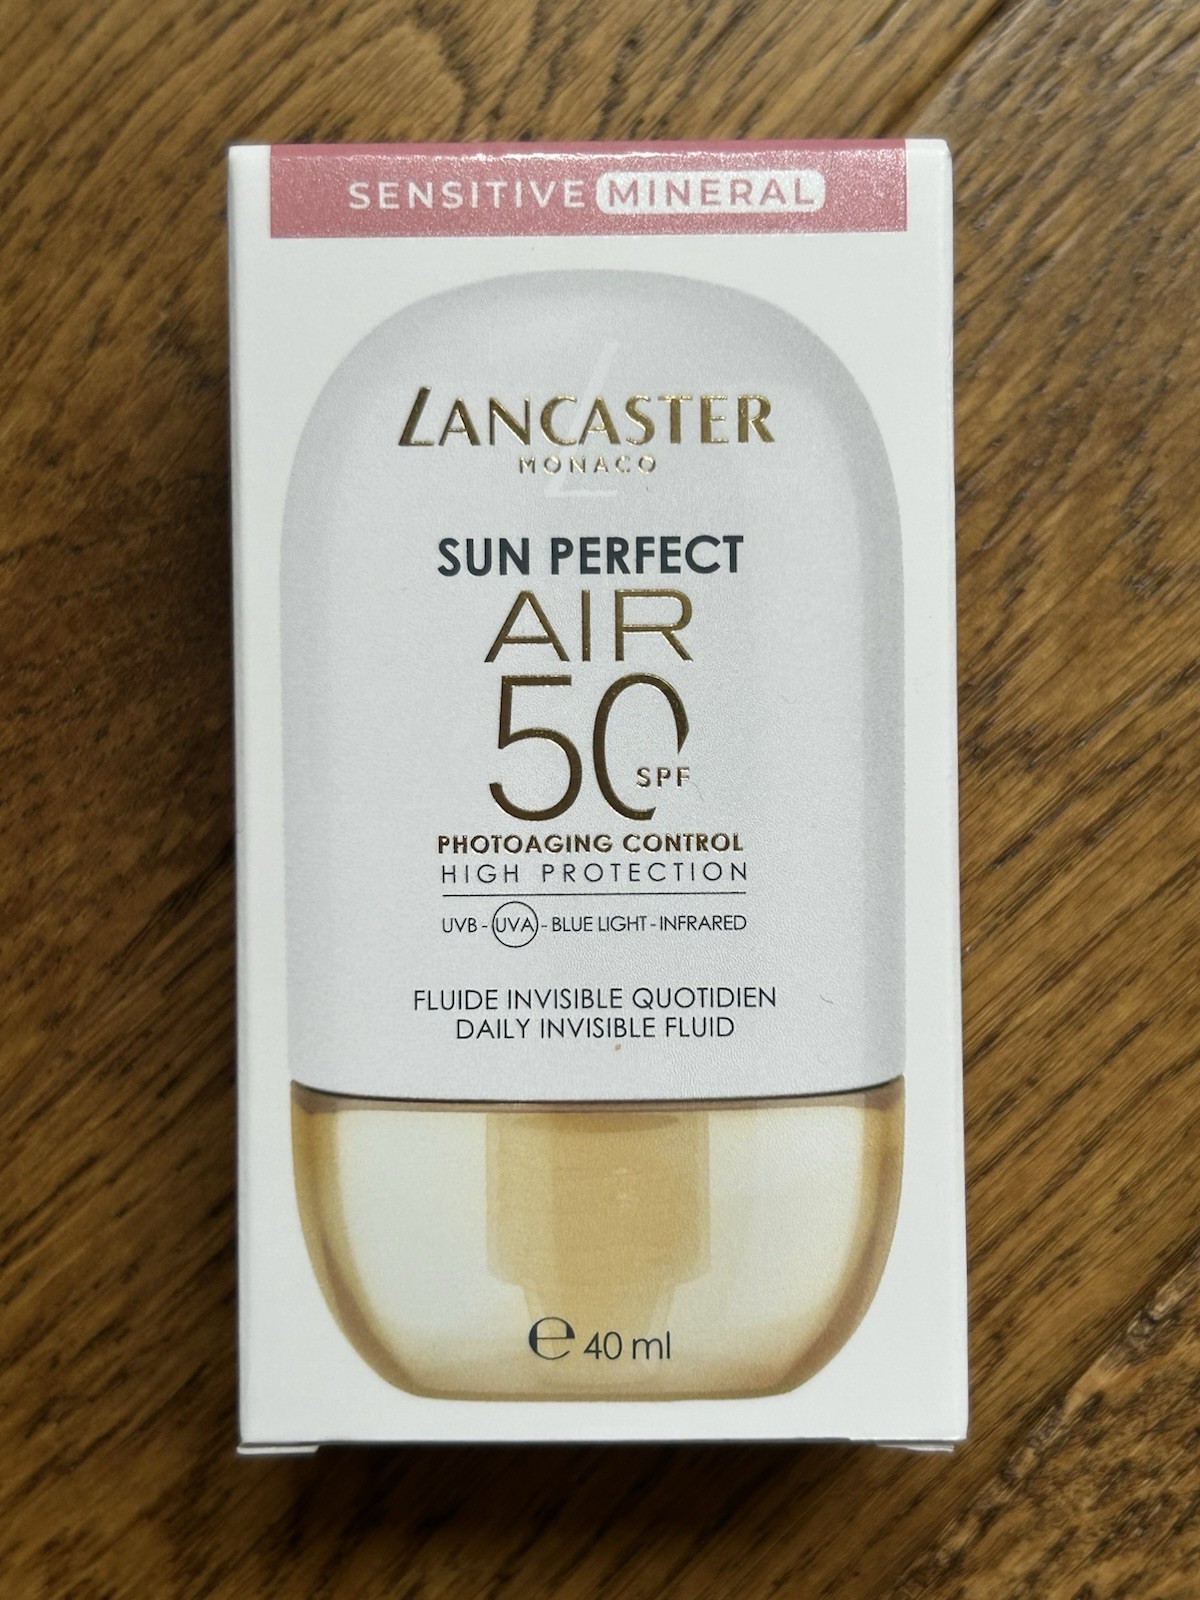 SENSITIVE MINERAL
LANCASTER
MONACO
SUN PERFECT
AIR
50
SPF
PHOTOAGING CONTROL
HIGH PROTECTION
UVB - UVA - BLUE LIGHT - INFRARED
FLUIDE INVISIBLE QUOTIDIEN
DAILY INVISIBLE FLUID
℮ 40 ml